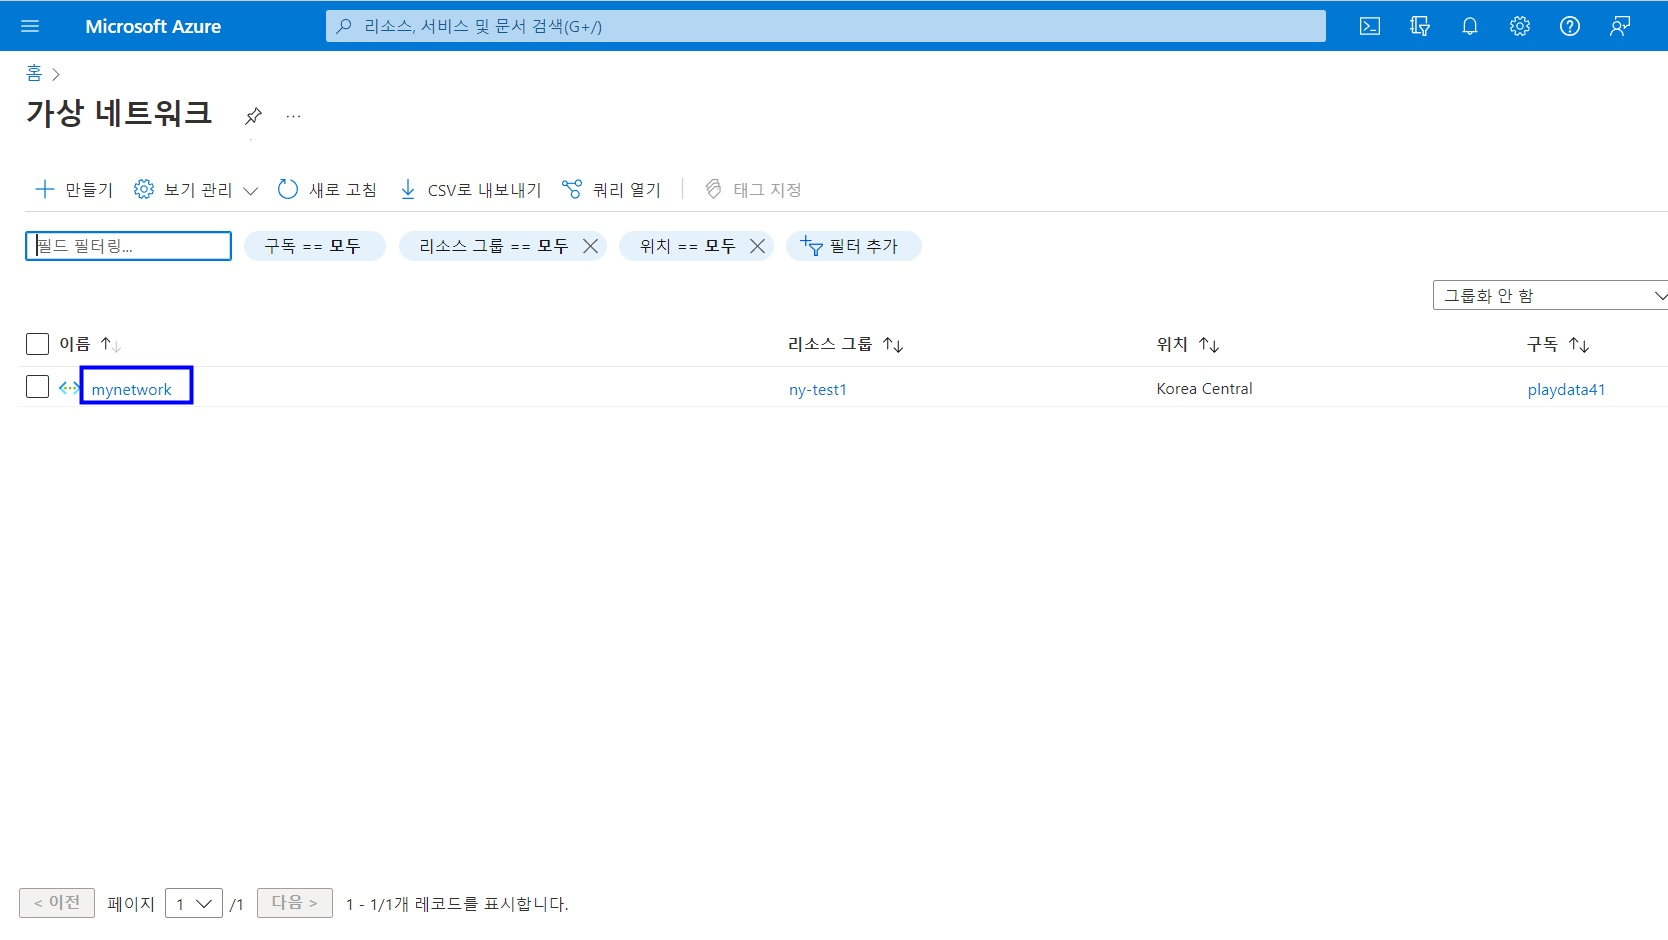 Microsoft Azure
리소스, 서비스 및 문서 검색(G+/)
홈
가상 네트워크
만들기 보기 관리 새로 고침 CSV로 내보내기 쿼리 열기 태그 지정
필드 필터링... 구독 == 모두 리소스 그룹 == 모두 위치 == 모두 필터 추가
그룹화 안 함
이름 리소스 그룹 위치 구독
mynetwork ny-test1 Korea Central playdata41
< 이전 페이지 1 /1 다음 > 1 - 1/1개 레코드를 표시합니다.